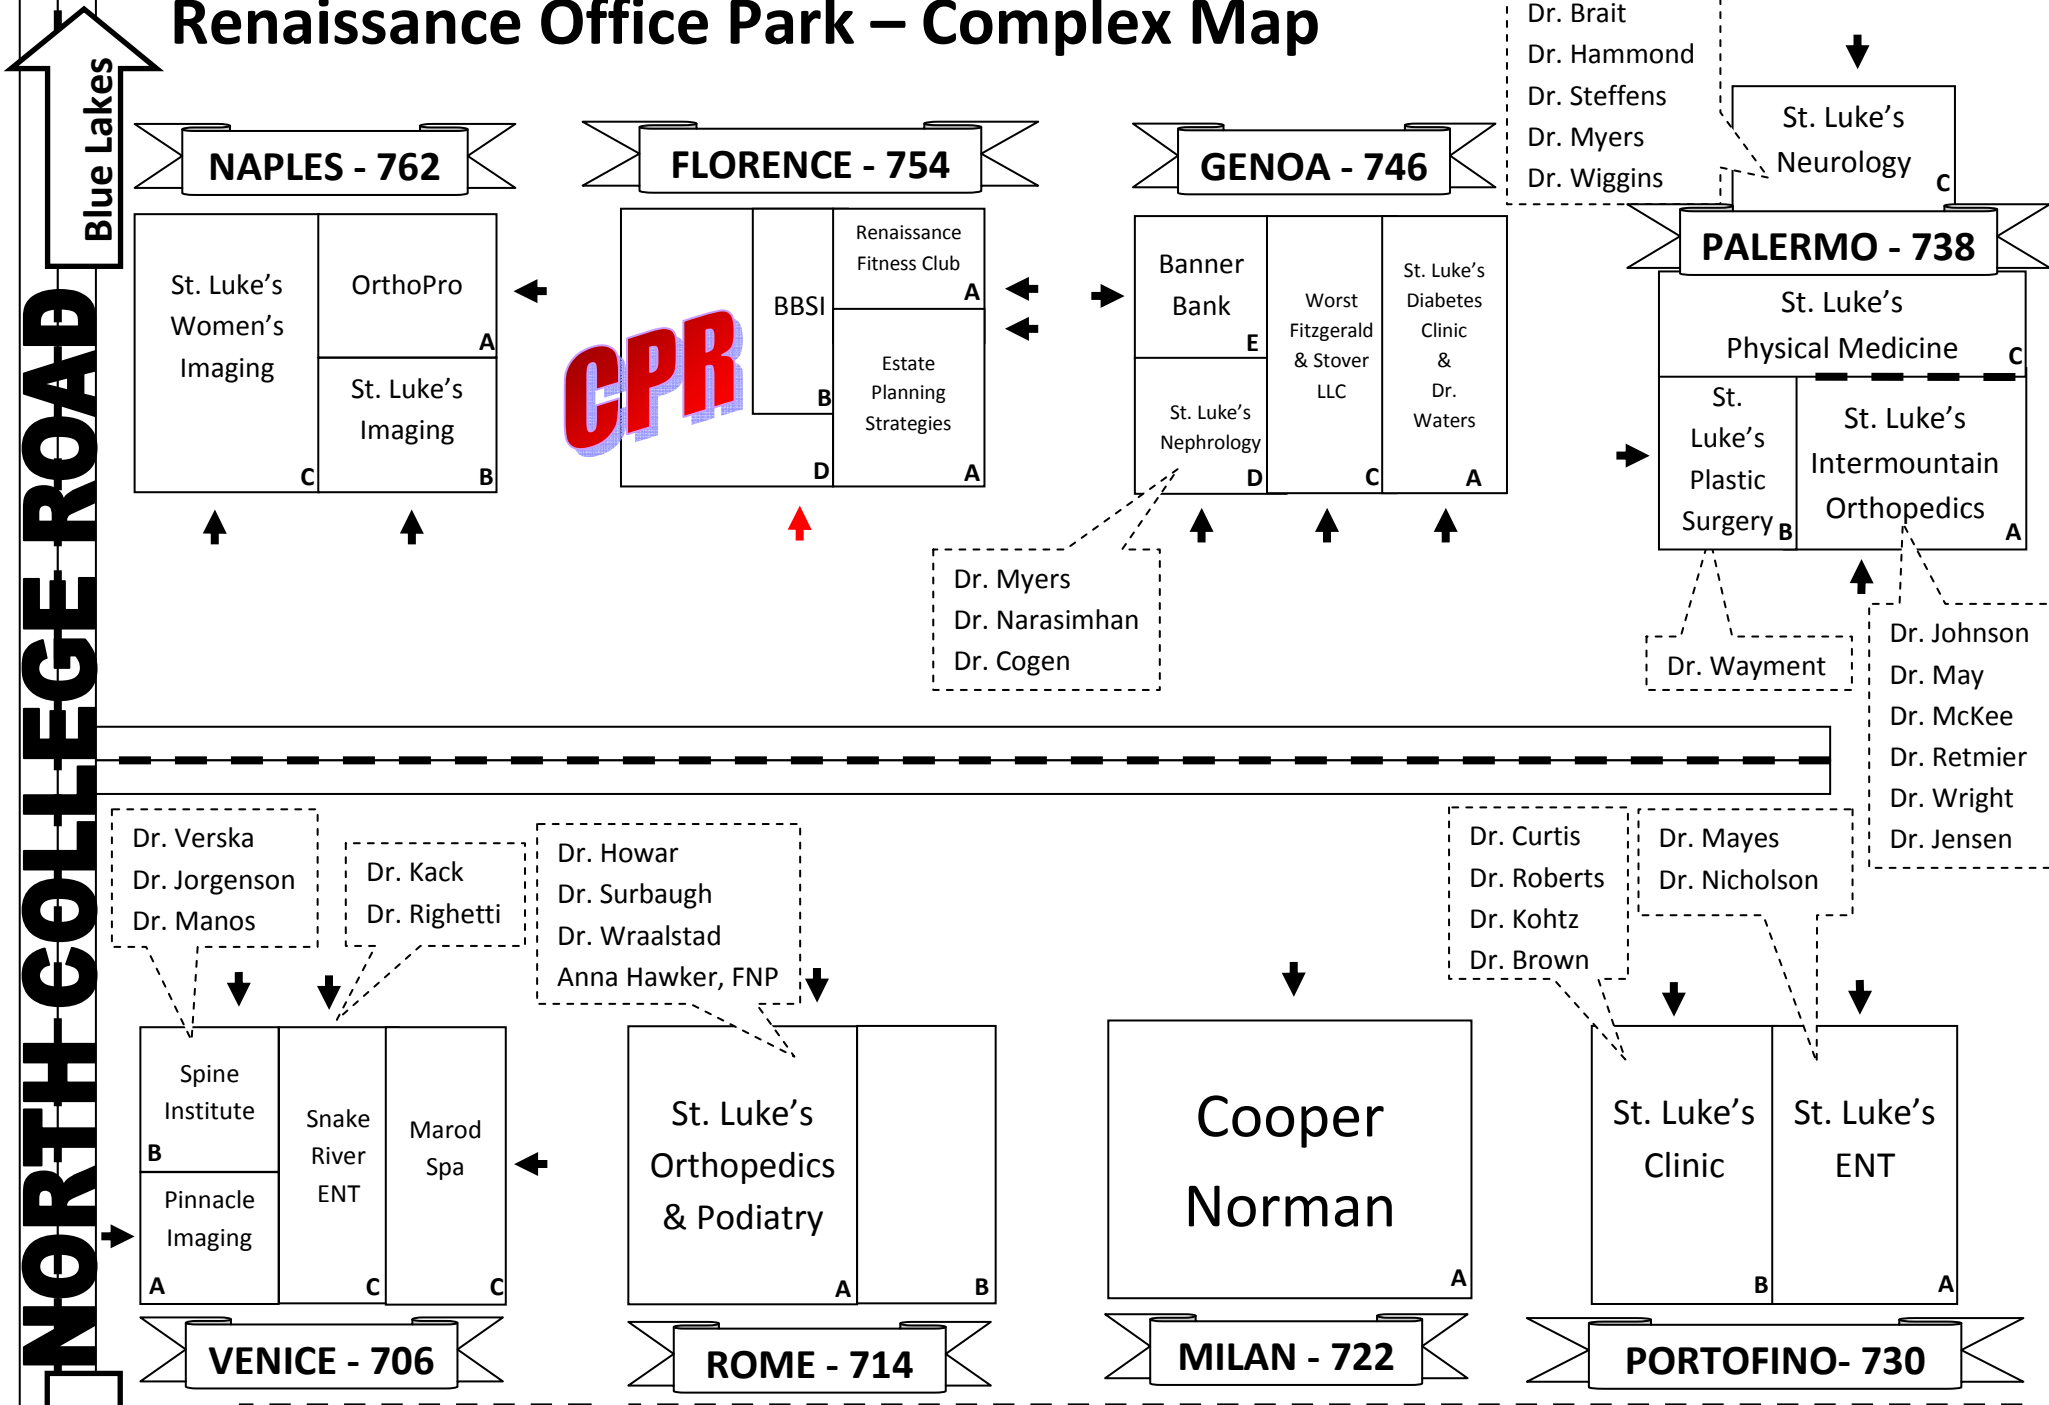 Renaissance Office Park – Complex Map
Blue Lakes
NORTH COLLEGE ROAD
NAPLES - 762
St. Luke's
Women's
Imaging
C
OrthoPro
A
St. Luke's
Imaging
B
FLORENCE - 754
CPR
D
BBSI
B
Renaissance
Fitness Club
A
Estate
Planning
Strategies
A
GENOA - 746
Banner
Bank
E
St. Luke's
Nephrology
D
Worst
Fitzgerald
& Stover
LLC
C
St. Luke's
Diabetes
Clinic
&
Dr.
Waters
A
Dr. Myers
Dr. Narasimhan
Dr. Cogen
Dr. Brait
Dr. Hammond
Dr. Steffens
Dr. Myers
Dr. Wiggins
St. Luke's
Neurology
C
PALERMO - 738
St. Luke's
Physical Medicine
C
St.
Luke's
Plastic
Surgery
B
St. Luke's
Intermountain
Orthopedics
A
Dr. Wayment
Dr. Johnson
Dr. May
Dr. McKee
Dr. Retmier
Dr. Wright
Dr. Jensen
Dr. Verska
Dr. Jorgenson
Dr. Manos
Dr. Kack
Dr. Righetti
Spine
Institute
B
Pinnacle
Imaging
A
Snake
River
ENT
C
Marod
Spa
C
VENICE - 706
Dr. Howar
Dr. Surbaugh
Dr. Wraalstad
Anna Hawker, FNP
St. Luke's
Orthopedics
& Podiatry
A
B
ROME - 714
Cooper
Norman
A
MILAN - 722
Dr. Curtis
Dr. Roberts
Dr. Kohtz
Dr. Brown
Dr. Mayes
Dr. Nicholson
St. Luke's
Clinic
B
St. Luke's
ENT
A
PORTOFINO- 730